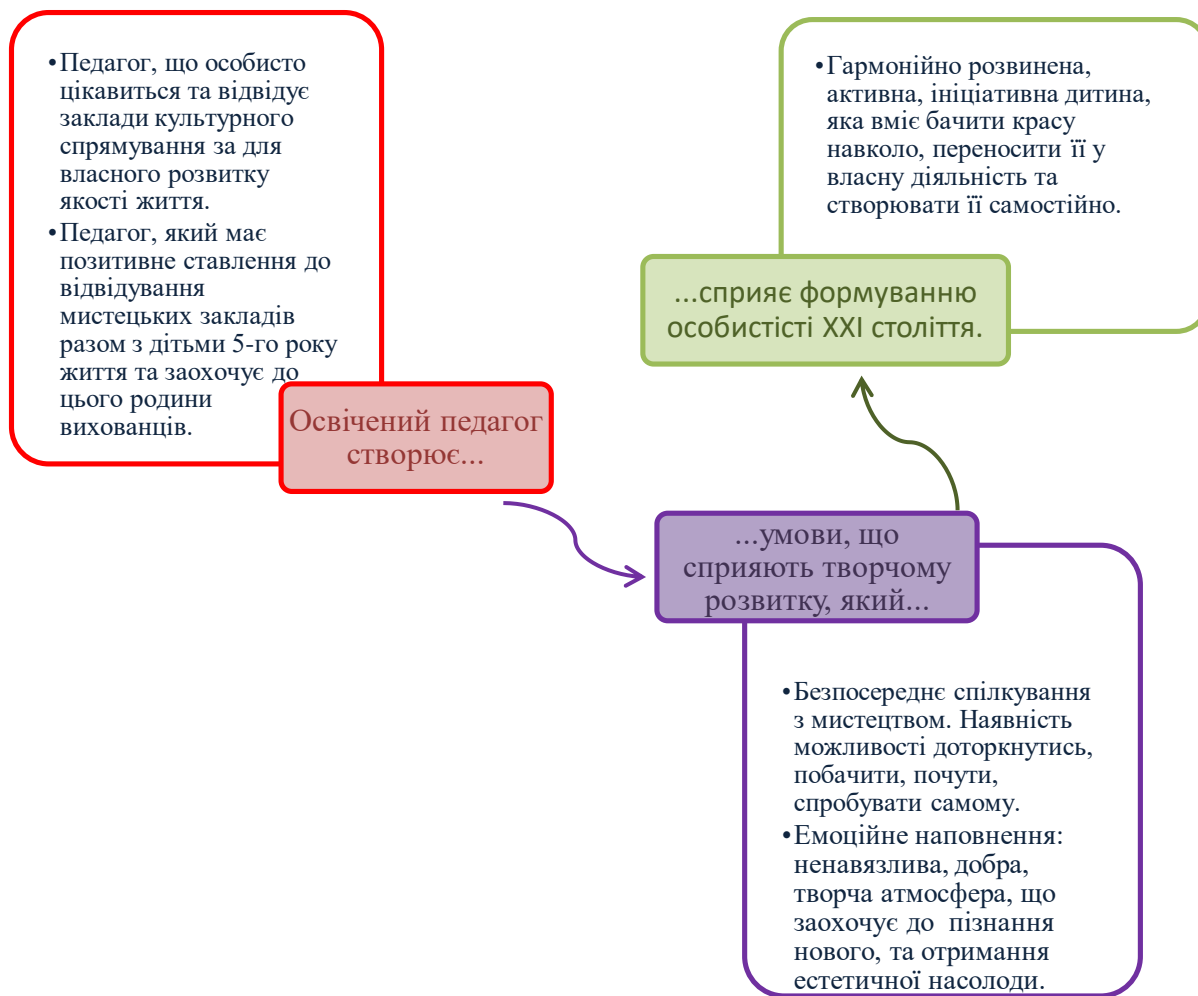 •Педагог, що особисто
цікавиться та відвідує
заклади культурного
спрямування за для
власного розвитку
якості життя.
•Педагог, який має
позитивне ставлення до
відвідування
мистецьких закладів
разом з дітьми 5-го року
життя та заохочує до
цього родини
вихованців.
Освічений педагог
створює...
...умови, що
сприяють творчому
розвитку, який...
•Безпосереднє спілкування
з мистецтвом. Наявність
можливості доторкнутись,
побачити, почути,
спробувати самому.
•Емоційне наповнення:
ненавязлива, добра,
творча атмосфера, що
заохочує до пізнання
нового, та отримання
естетичної насолоди.
...сприяє формуванню
особистісті XXI століття.
•Гармонійно розвинена,
активна, ініціативна дитина,
яка вміє бачити красу
навколо, переносити її у
власну діяльність та
створювати її самостійно.